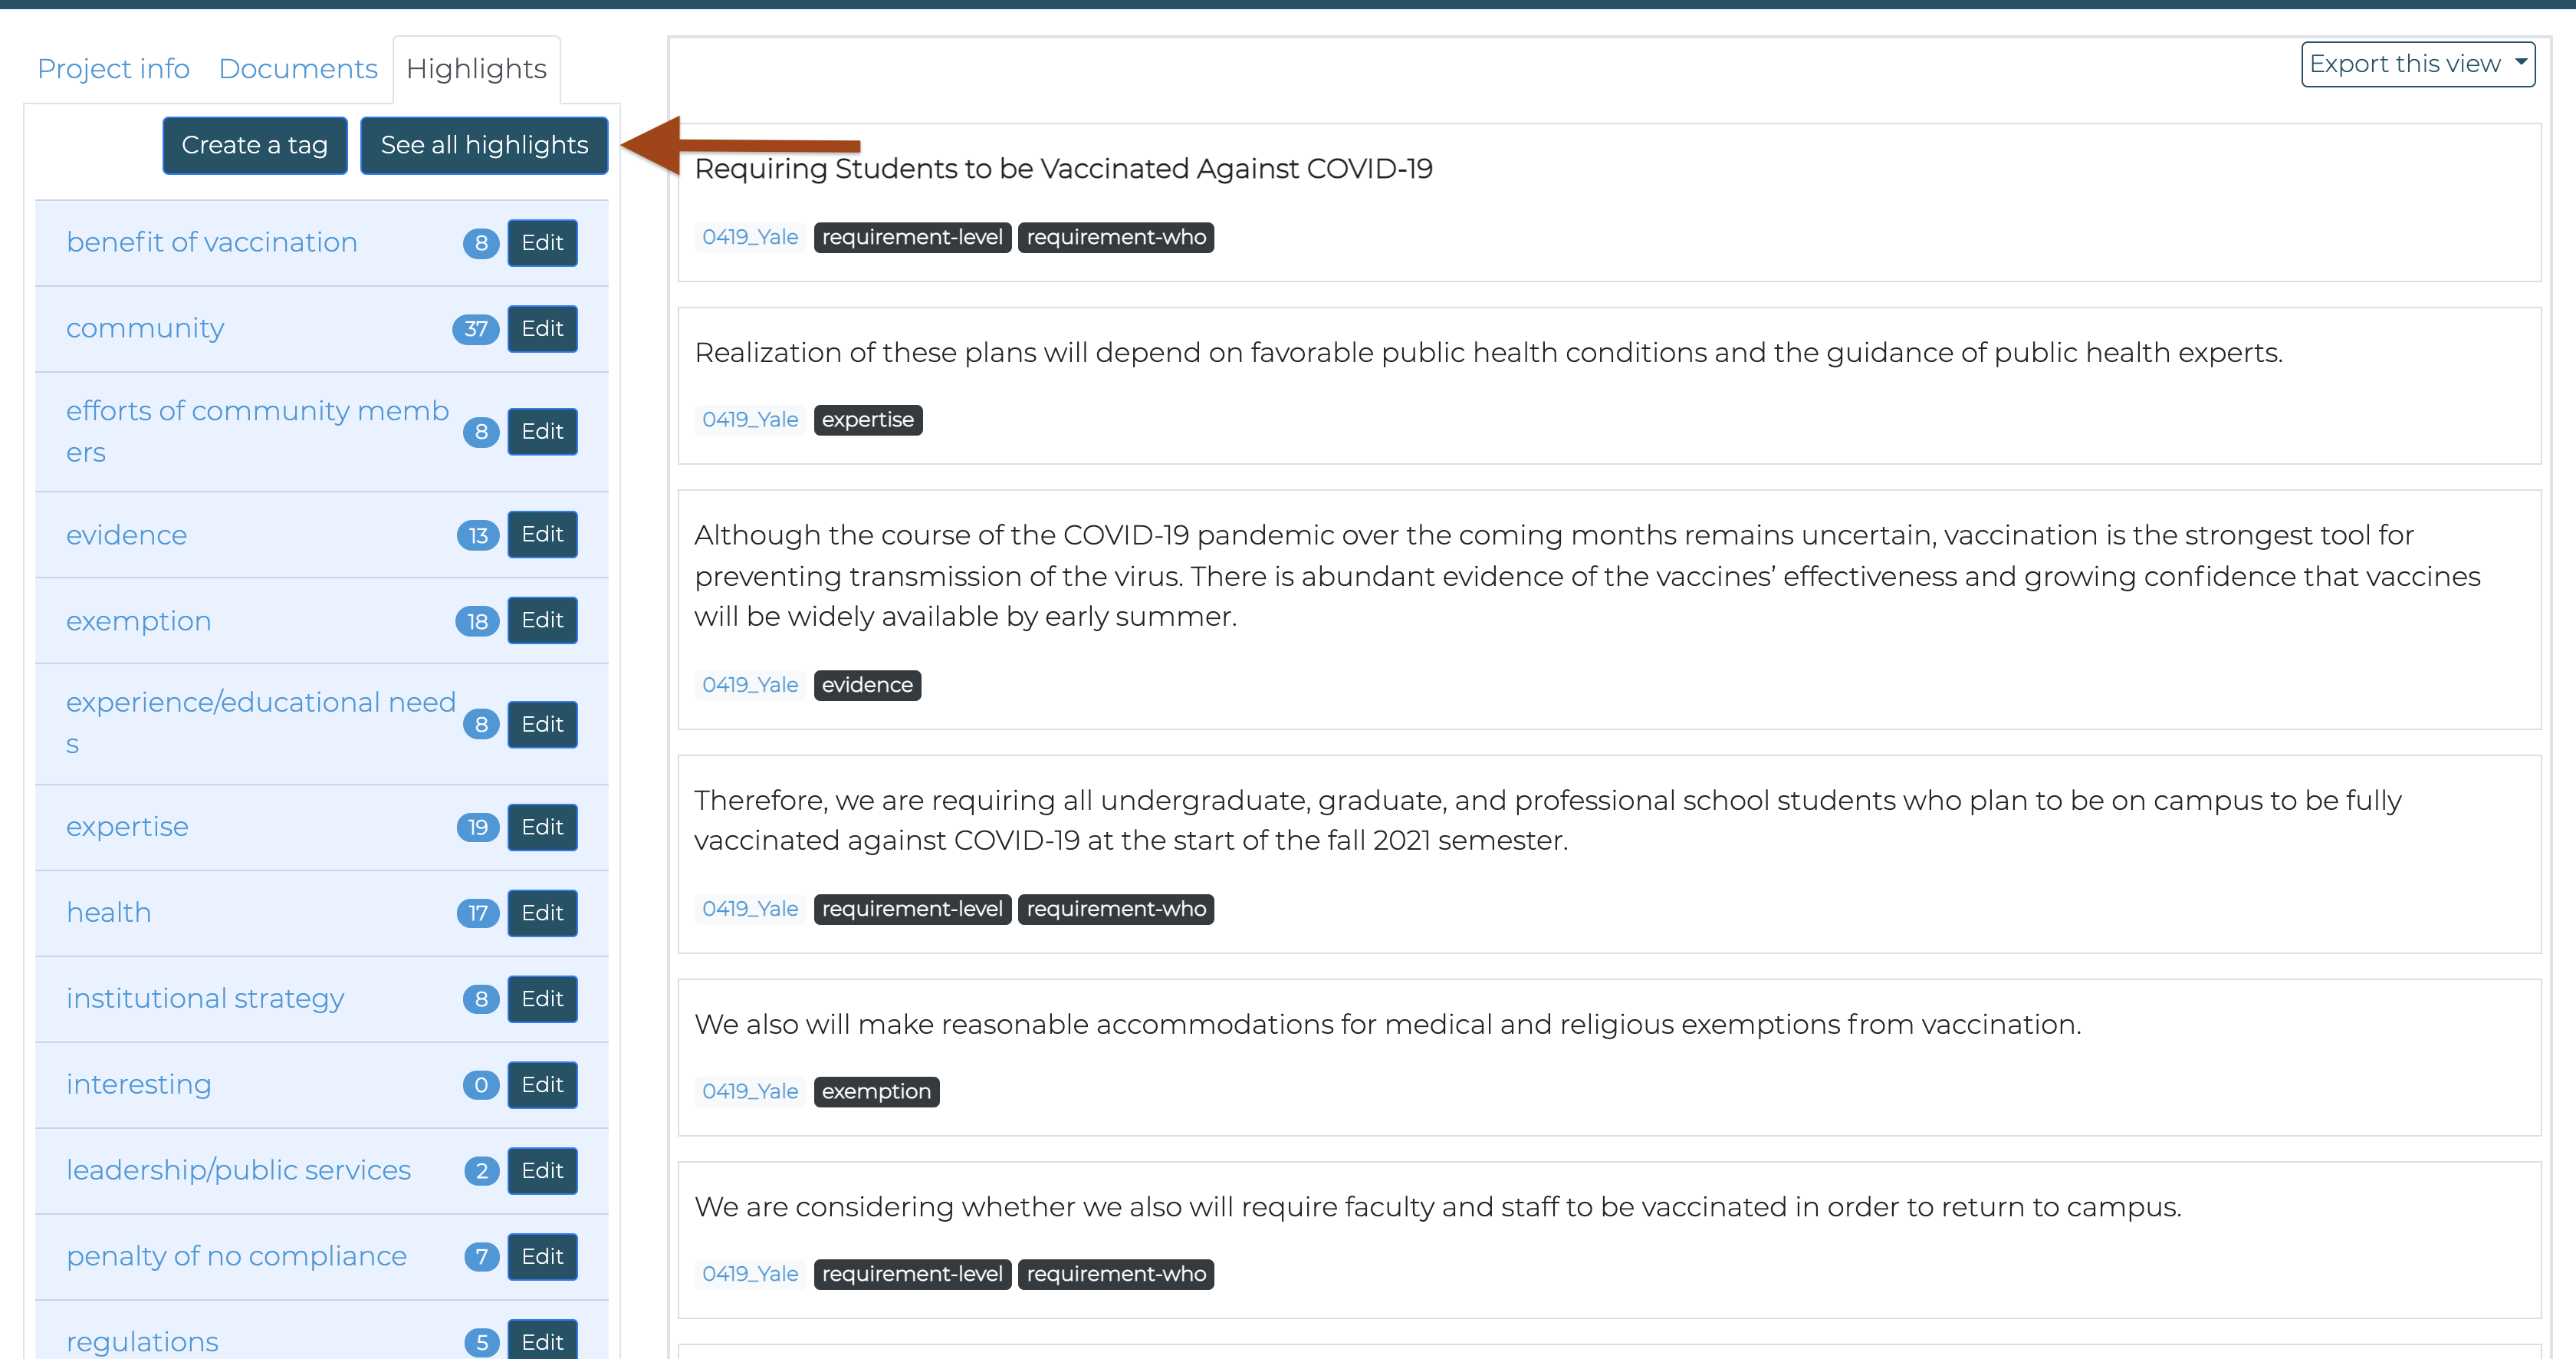 Project info Documents Highlights
Create a tag See all highlights
benefit of vaccination 8 Edit
community 37 Edit
efforts of community memb
ers 8 Edit
evidence 13 Edit
exemption 18 Edit
experience/educational need
s 8 Edit
expertise 19 Edit
health 17 Edit
institutional strategy 8 Edit
interesting 0 Edit
leadership/public services 2 Edit
penalty of no compliance 7 Edit
regulations 5 Edit
Export this view
Requiring Students to be Vaccinated Against COVID-19
0419_Yale requirement-level requirement-who
Realization of these plans will depend on favorable public health conditions and the guidance of public health experts.
0419_Yale expertise
Although the course of the COVID-19 pandemic over the coming months remains uncertain, vaccination is the strongest tool for
preventing transmission of the virus. There is abundant evidence of the vaccines’ effectiveness and growing confidence that vaccines
will be widely available by early summer.
0419_Yale evidence
Therefore, we are requiring all undergraduate, graduate, and professional school students who plan to be on campus to be fully
vaccinated against COVID-19 at the start of the fall 2021 semester.
0419_Yale requirement-level requirement-who
We also will make reasonable accommodations for medical and religious exemptions from vaccination.
0419_Yale exemption
We are considering whether we also will require faculty and staff to be vaccinated in order to return to campus.
0419_Yale requirement-level requirement-who